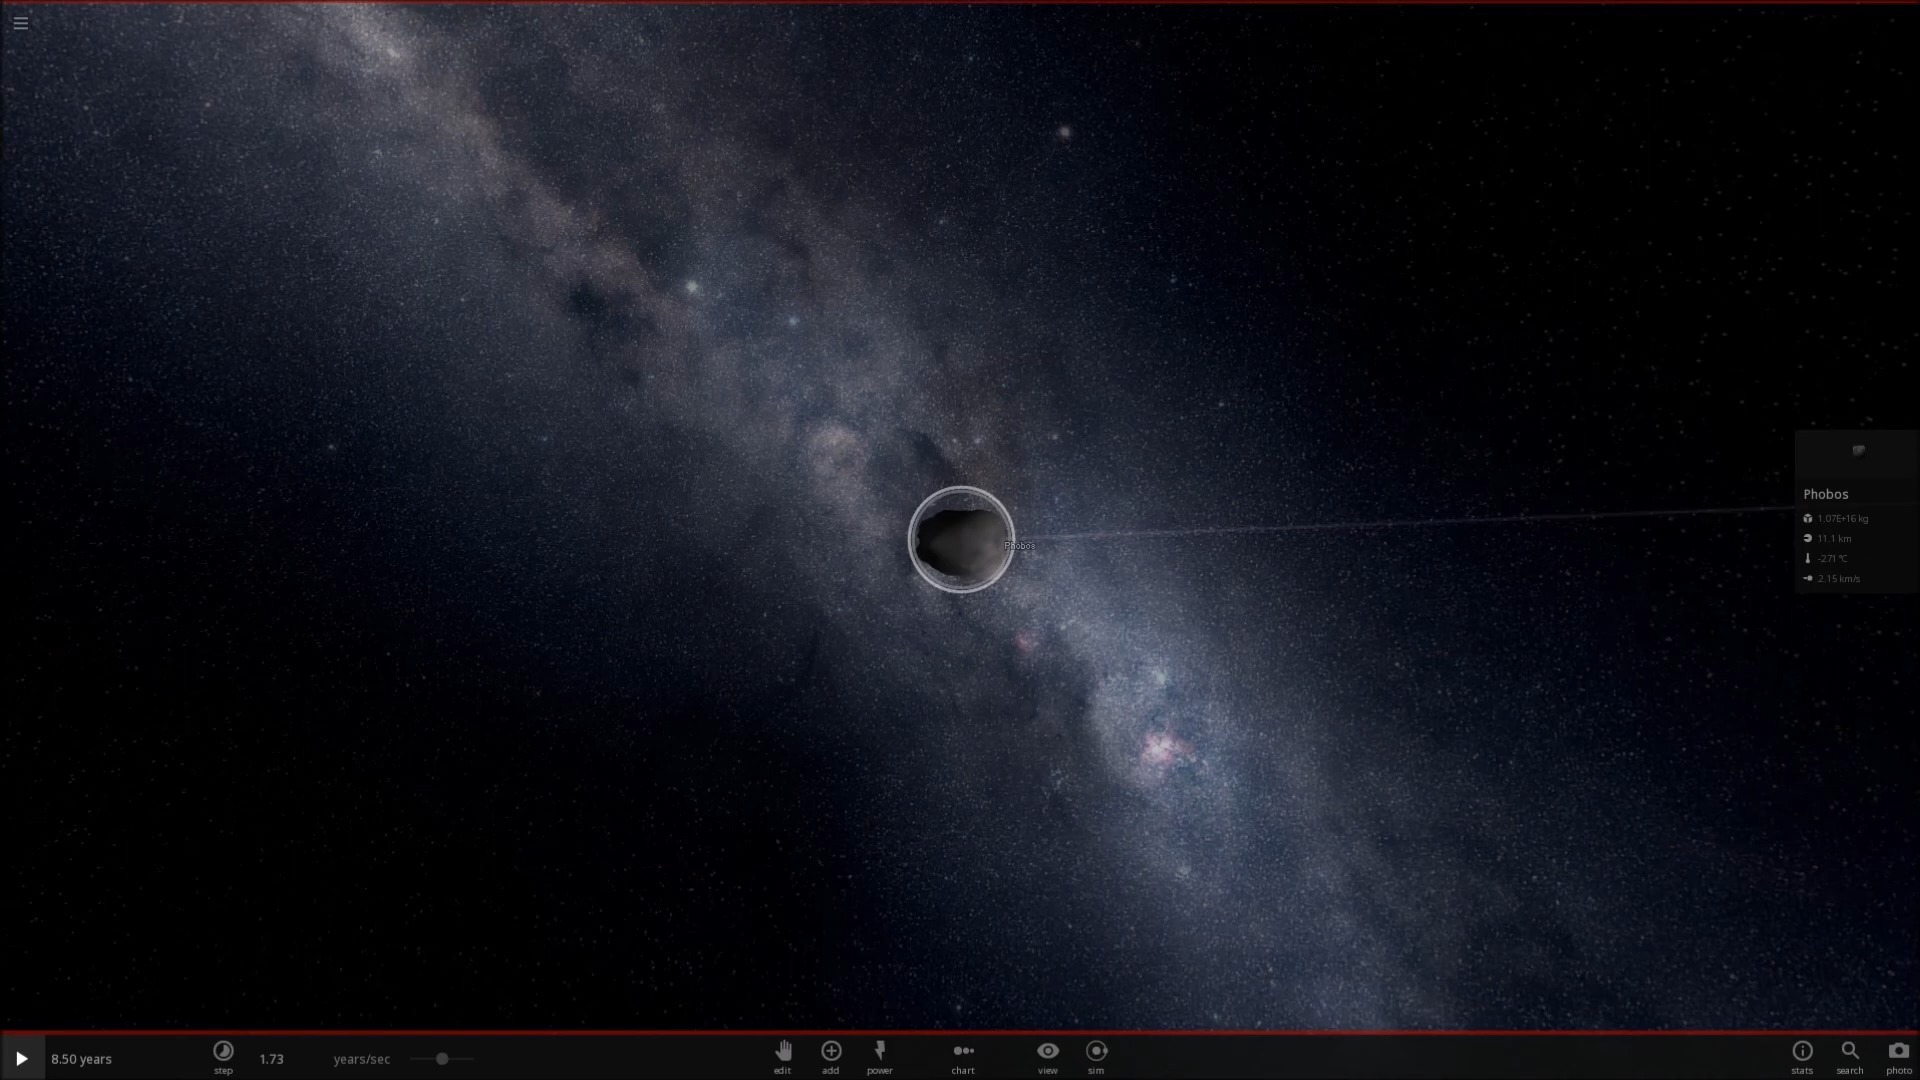 Phobos
Phobos
1.07E+16 kg
11.1 km
-271 °C
2.15 km/s
8.50 years
step
1.73
years/sec
edit
add
power
chart
view
sim
stats
search
photo